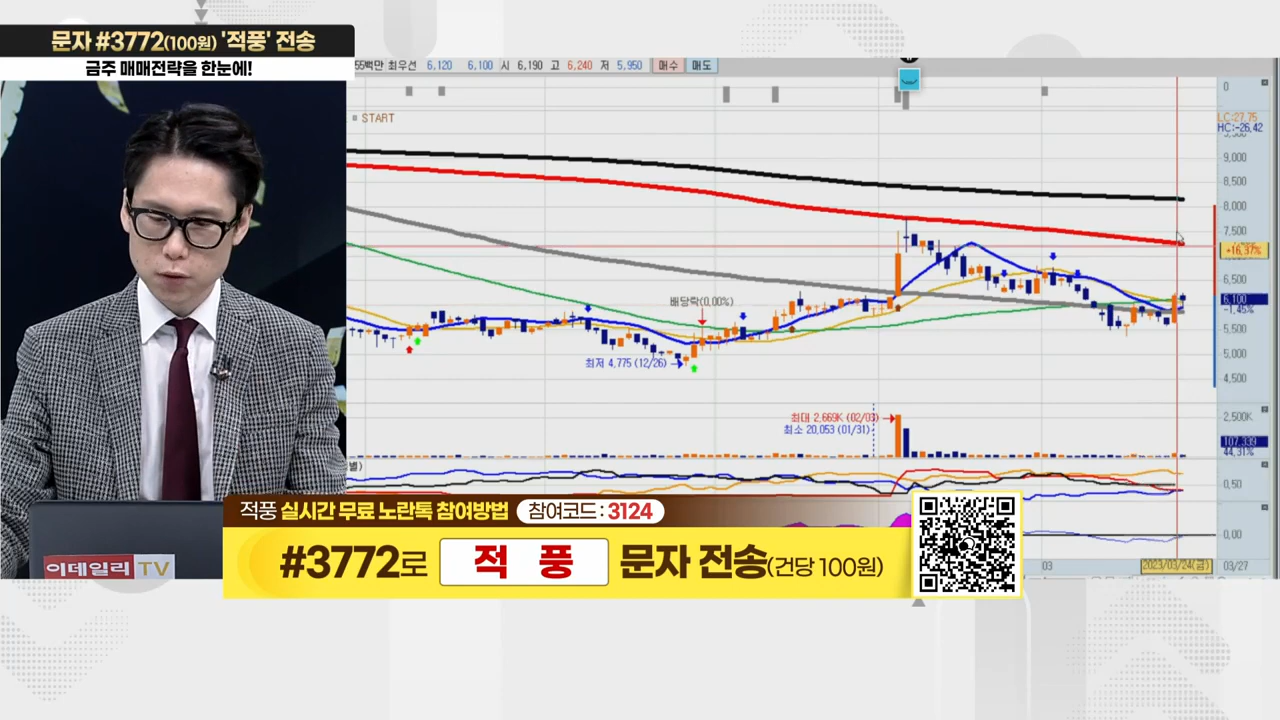 문자 #3772(100원) '적풍' 전송
금주 매매전략을 한눈에!
55백만 최우선 6,120 6,100 시 6,190 고 6,240 저 5,950 매수 매도
0
START
LC:27.75
HC:-26.42
9,000
8,500
8,000
7,500
+16.37%
6,500
6,100
-1.45%
5,500
5,000
4,500
배당락(0.00%)
최저 4,775 (12/26)
최대 2,669K (02/03)
최소 20,053 (01/31)
2,500K
107,339
44.31%
별)
0.50
0.00
03
2023/03/24(금)
03/27
이데일리 TV
적풍 실시간 무료 노란톡 참여방법 참여코드 : 3124
#3772로 적 풍 문자 전송(건당 100원)